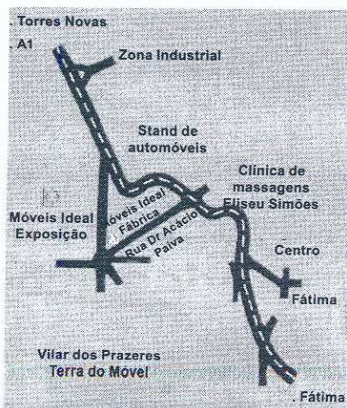 . Torres Novas
. A1
Zona Industrial
Stand de
automóveis
Clínica de
massagens
Eliseu Simões
Móveis Ideal
Exposição
Móveis Ideal
Fábrica
Rua Dr Acácio
Paiva
Centro
Fátima
Vilar dos Prazeres
Terra do Móvel
. Fátima